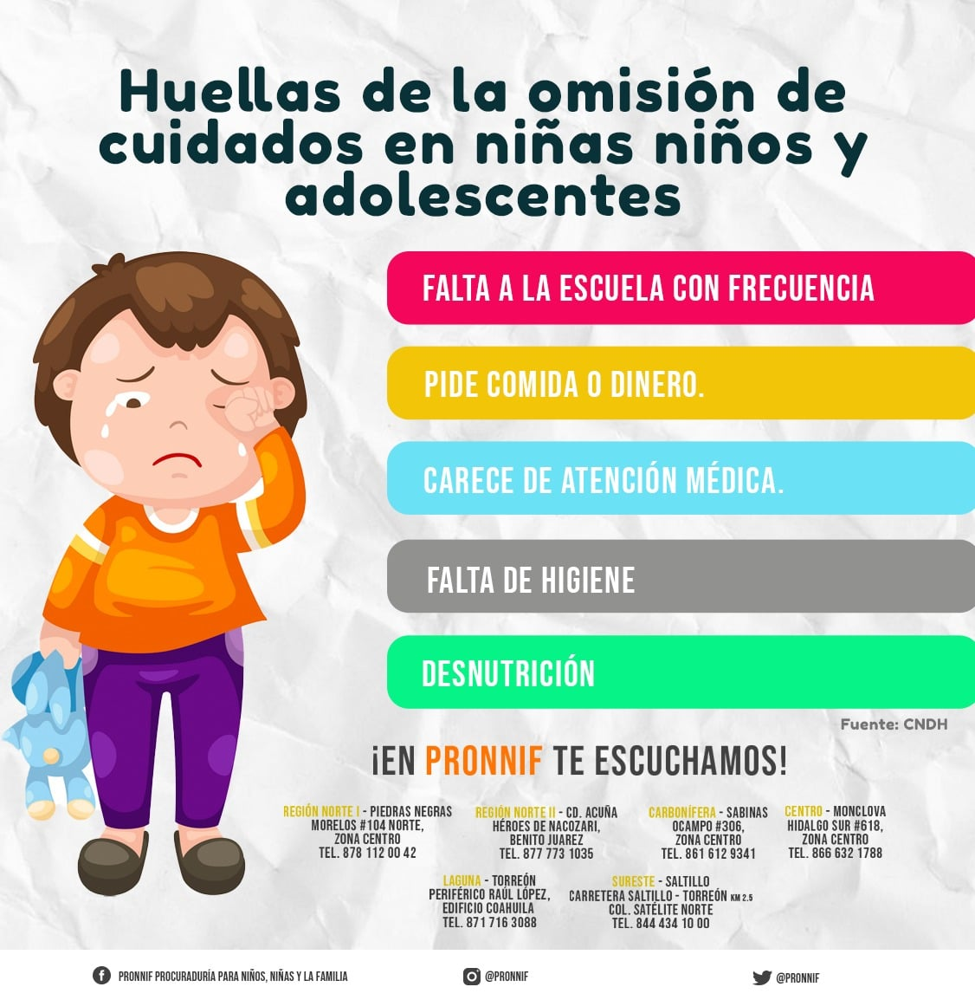 Huellas de la omisión de
cuidados en niñas niños y
adolescentes
FALTA A LA ESCUELA CON FRECUENCIA
PIDE COMIDA O DINERO.
CARECE DE ATENCIÓN MÉDICA.
FALTA DE HIGIENE
DESNUTRICIÓN
Fuente: CNDH
¡EN PRONNIF TE ESCUCHAMOS!
REGIÓN NORTE I - PIEDRAS NEGRAS
MORELOS #104 NORTE,
ZONA CENTRO
TEL. 878 112 00 42
REGIÓN NORTE II - CD. ACUÑA
HÉROES DE NACOZARI,
BENITO JUAREZ
TEL. 877 773 1035
CARBONÍFERA - SABINAS
OCAMPO #306,
ZONA CENTRO
TEL. 861 612 9341
CENTRO - MONCLOVA
HIDALGO SUR #618,
ZONA CENTRO
TEL. 866 632 1788
LAGUNA - TORREÓN
PERIFÉRICO RAÚL LÓPEZ,
EDIFICIO COAHUILA
TEL. 871 716 3088
SURESTE - SALTILLO
CARRETERA SALTILLO - TORREÓN KM 2.5
COL. SATÉLITE NORTE
TEL. 844 434 10 00
PRONNIF PROCURADURÍA PARA NIÑOS, NIÑAS Y LA FAMILIA
@PRONNIF
@PRONNIF